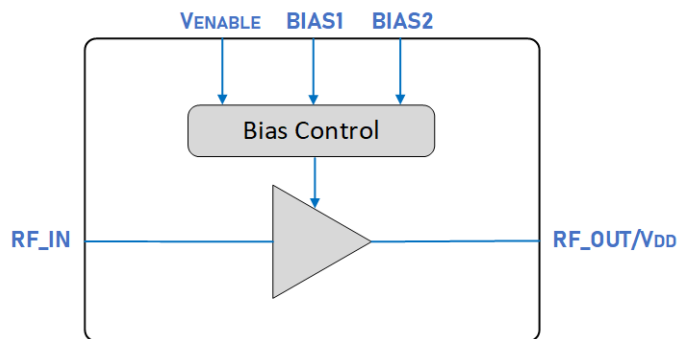 VENABLE BIAS1 BIAS2
Bias Control
RF_IN
RF_OUT/VDD